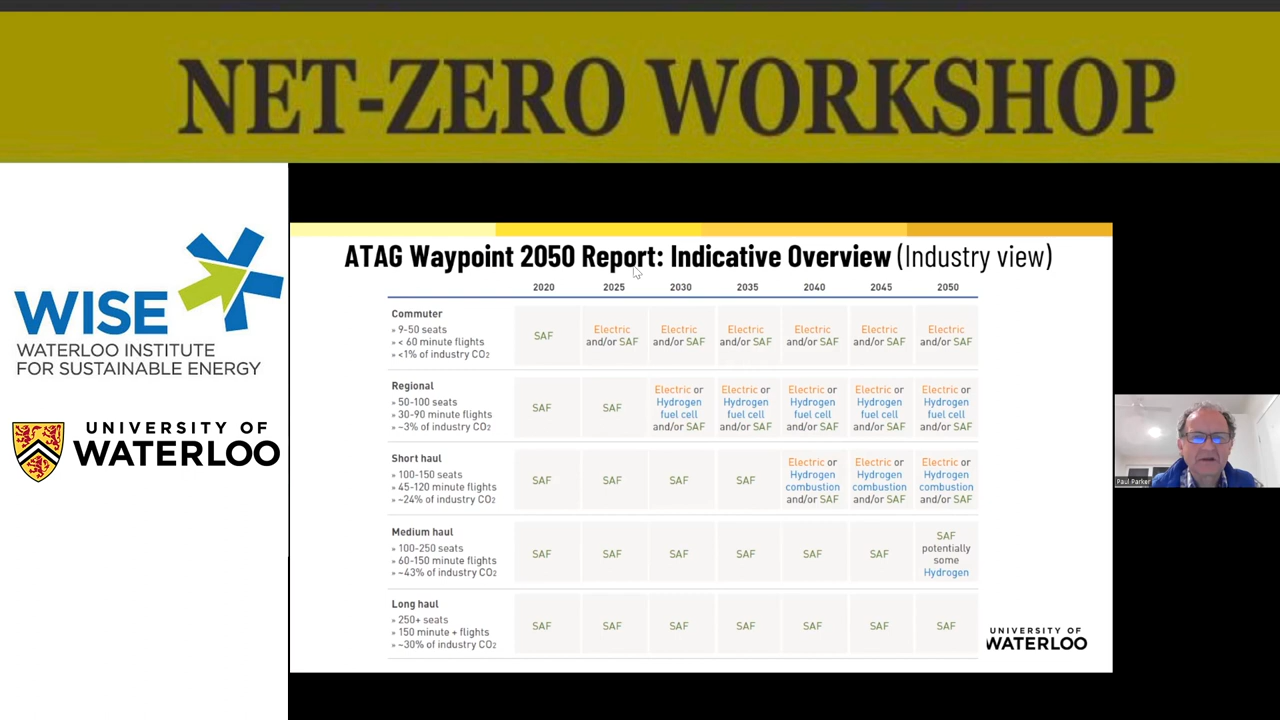 NET-ZERO WORKSHOP
WISE
WATERLOO INSTITUTE
FOR SUSTAINABLE ENERGY
UNIVERSITY OF
WATERLOO
ATAG Waypoint 2050 Report: Indicative Overview (Industry view)
2020 2025 2030 2035 2040 2045 2050
Commuter
» 9-50 seats
» < 60 minute flights
» <1% of industry CO2
SAF
Electric
and/or SAF
Electric
and/or SAF
Electric
and/or SAF
Electric
and/or SAF
Electric
and/or SAF
Electric
and/or SAF
Regional
» 50-100 seats
» 30-90 minute flights
» ~3% of industry CO2
SAF
SAF
Electric or
Hydrogen
fuel cell
and/or SAF
Electric or
Hydrogen
fuel cell
and/or SAF
Electric or
Hydrogen
fuel cell
and/or SAF
Electric or
Hydrogen
fuel cell
and/or SAF
Electric or
Hydrogen
fuel cell
and/or SAF
Short haul
» 100-150 seats
» 45-120 minute flights
» ~24% of industry CO2
SAF
SAF
SAF
SAF
Electric or
Hydrogen
combustion
and/or SAF
Electric or
Hydrogen
combustion
and/or SAF
Electric or
Hydrogen
combustion
and/or SAF
Medium haul
» 100-250 seats
» 60-150 minute flights
» ~43% of industry CO2
SAF
SAF
SAF
SAF
SAF
SAF
SAF
potentially
some
Hydrogen
Long haul
» 250+ seats
» 150 minute + flights
» ~30% of industry CO2
SAF
SAF
SAF
SAF
SAF
SAF
SAF
UNIVERSITY OF
WATERLOO
Paul Parker